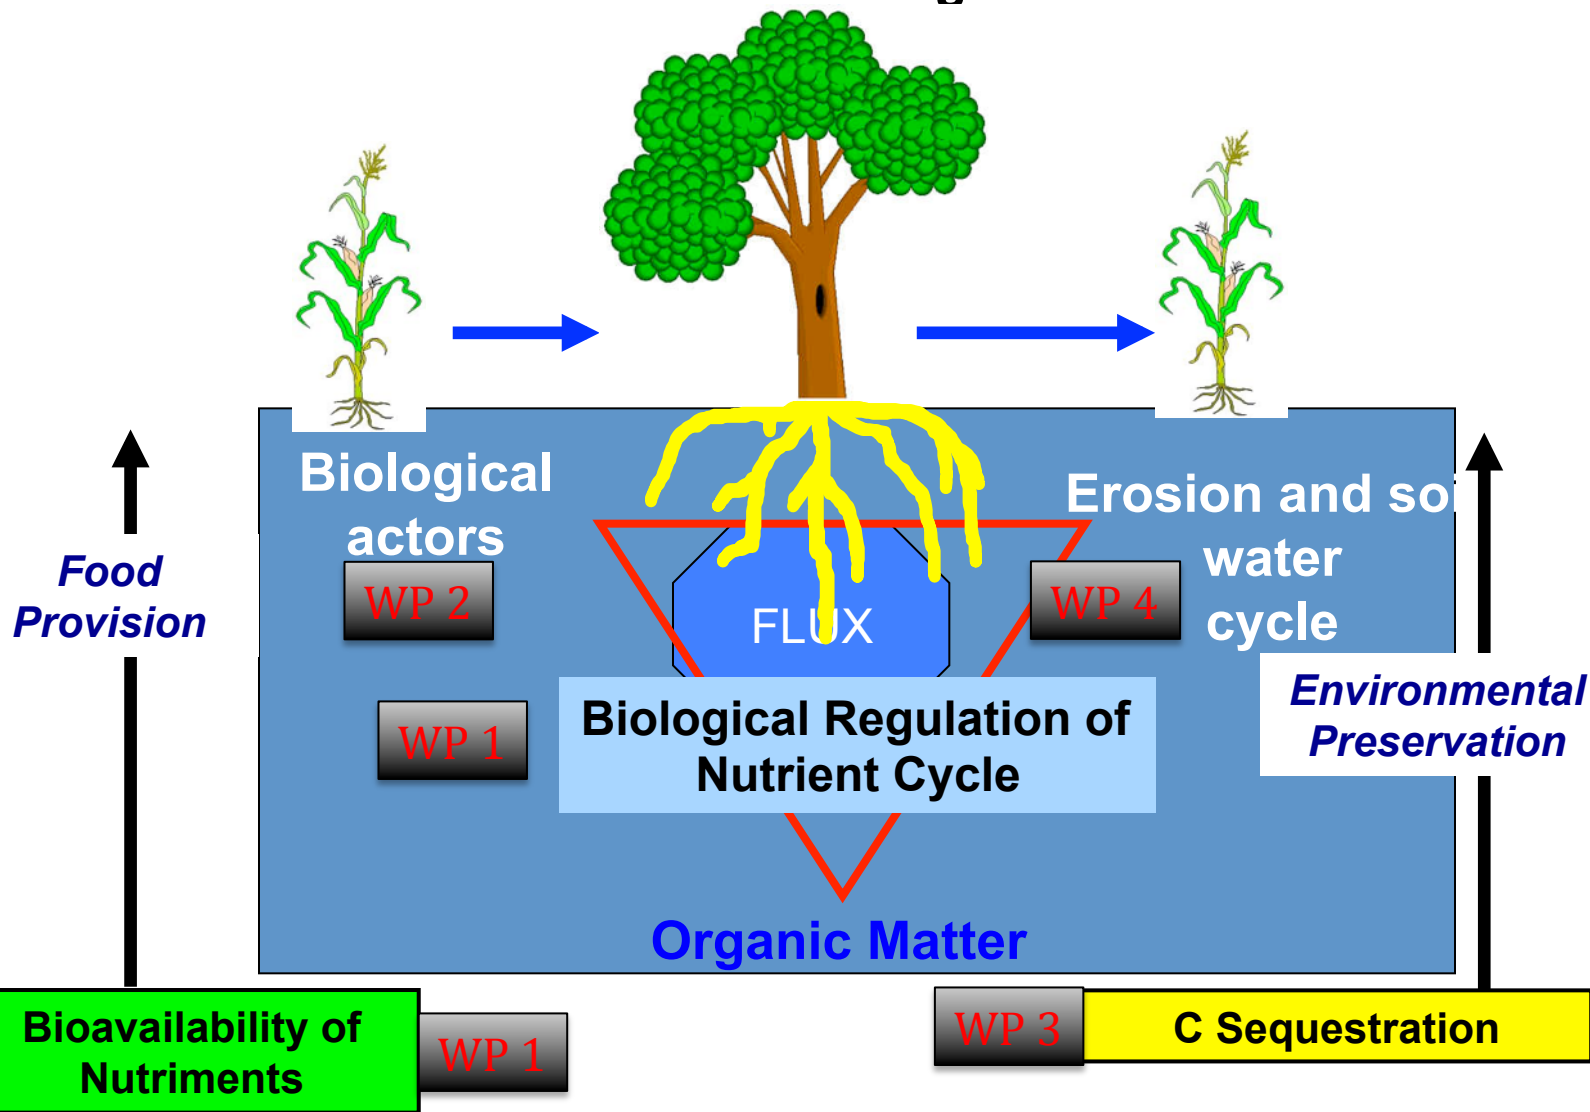 Biological
actors
Erosion and soi
water
cycle
Food
Provision
WP 2
FLUX
WP 4
Environmental
Preservation
WP 1
Biological Regulation of
Nutrient Cycle
Organic Matter
Bioavailability of
Nutriments
WP 1
WP 3
C Sequestration